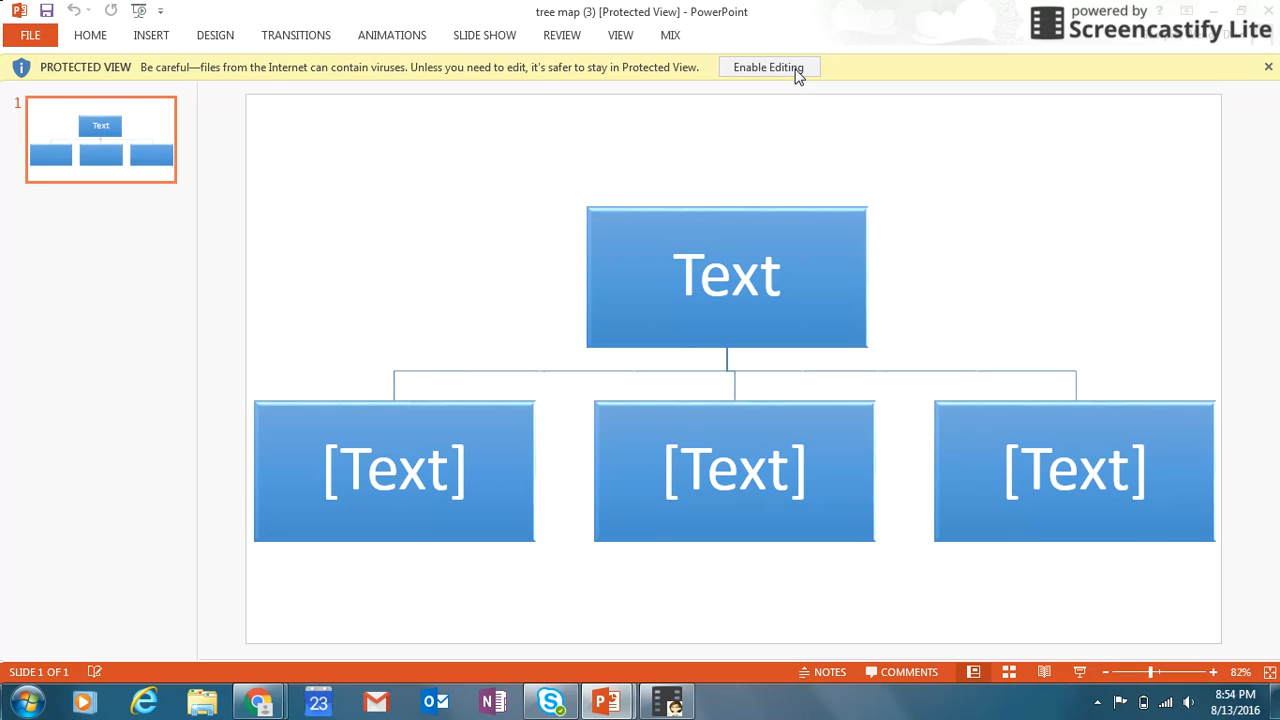 tree map (3) [Protected View] - PowerPoint
powered by
Screencastify Lite
FILE HOME INSERT DESIGN TRANSITIONS ANIMATIONS SLIDE SHOW REVIEW VIEW MIX
PROTECTED VIEW Be careful—files from the Internet can contain viruses. Unless you need to edit, it's safer to stay in Protected View. Enable Editing
1
Text
Text
[Text] [Text] [Text]
SLIDE 1 OF 1 NOTES COMMENTS 82%
23
8:54 PM
8/13/2016